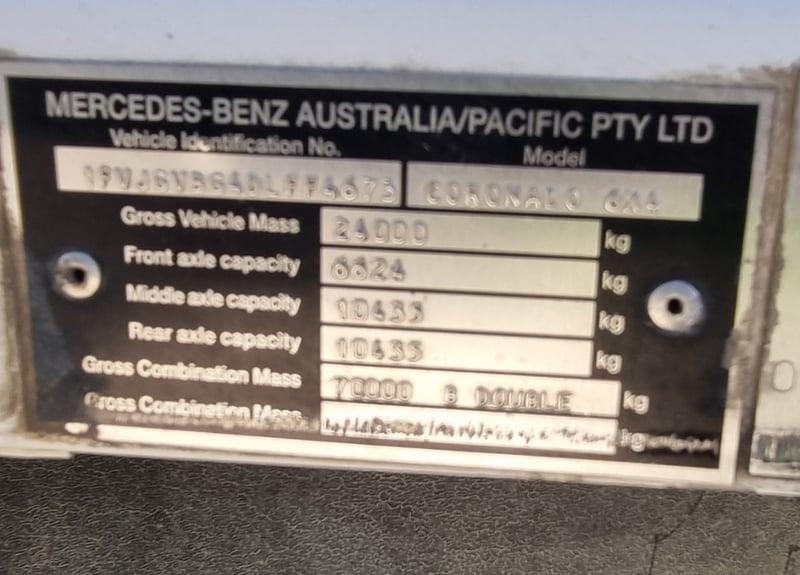 MERCEDES-BENZ AUSTRALIA/PACIFIC PTY LTD
Vehicle Identification No. Model
1FVJGVBG4DLFF4673 CORONADO 6X4
Gross Vehicle Mass 24000 kg
Front axle capacity 6624 kg
Middle axle capacity 10433 kg
Rear axle capacity 10433 kg
Gross Combination Mass 70000 B DOUBLE kg
Gross Combination Mass kg